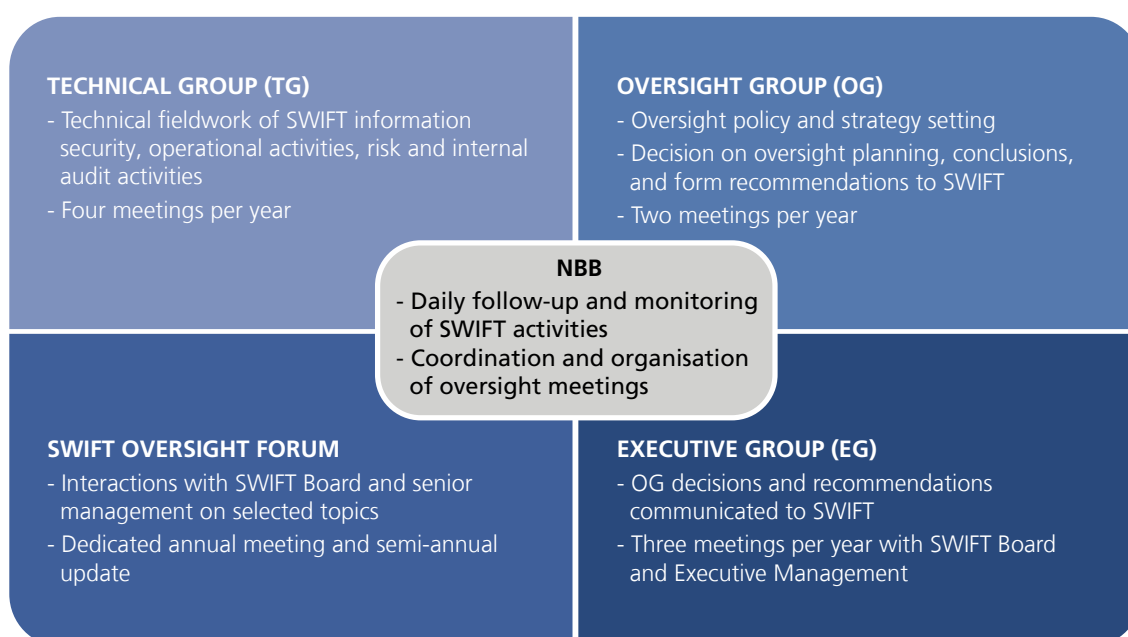 TECHNICAL GROUP (TG)
- Technical fieldwork of SWIFT information
security, operational activities, risk and internal
audit activities
- Four meetings per year
OVERSIGHT GROUP (OG)
- Oversight policy and strategy setting
- Decision on oversight planning, conclusions,
and form recommendations to SWIFT
- Two meetings per year
NBB
- Daily follow-up and monitoring
of SWIFT activities
- Coordination and organisation
of oversight meetings
SWIFT OVERSIGHT FORUM
- Interactions with SWIFT Board and senior
management on selected topics
- Dedicated annual meeting and semi-annual
update
EXECUTIVE GROUP (EG)
- OG decisions and recommendations
communicated to SWIFT
- Three meetings per year with SWIFT Board
and Executive Management